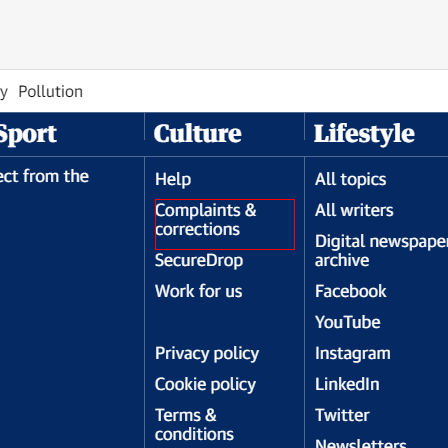 Pollution
Sport
Culture
Lifestyle
from the
Help
Complaints &
corrections
SecureDrop
Work for us
Privacy policy
Cookie policy
Terms &
conditions
All topics
All writers
Digital newspaper
archive
Facebook
YouTube
Instagram
LinkedIn
Twitter
Newsletters